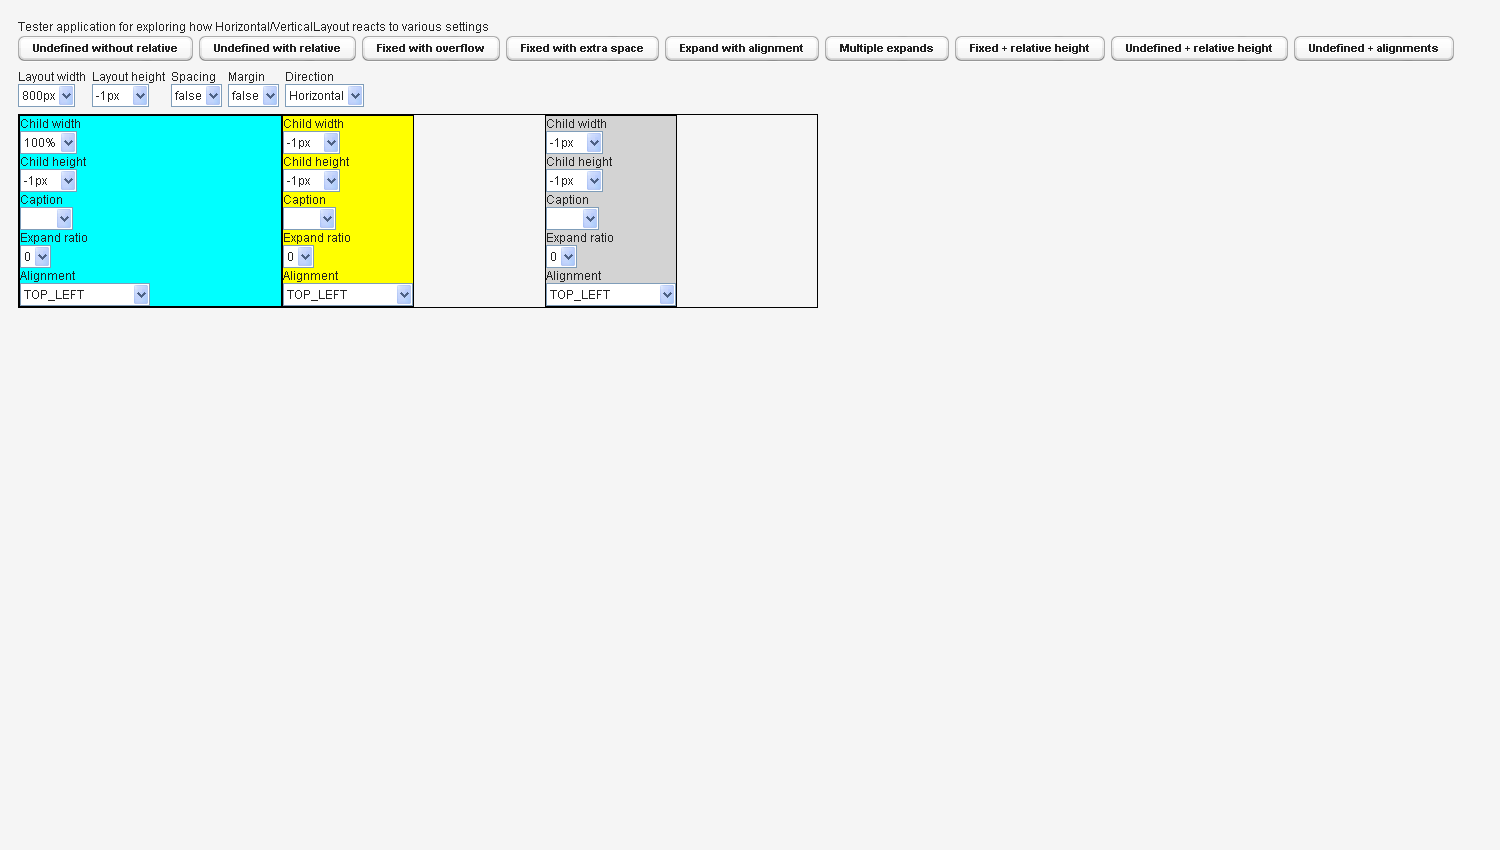 Tester application for exploring how Horizontal/VerticalLayout reacts to various settings
Undefined without relative Undefined with relative Fixed with overflow Fixed with extra space Expand with alignment Multiple expands Fixed + relative height Undefined + relative height Undefined + alignments
Layout width Layout height Spacing Margin Direction
800px -1px false false Horizontal
Child width Child width Child width
100% -1px -1px
Child height Child height Child height
-1px -1px -1px
Caption Caption Caption
Expand ratio Expand ratio Expand ratio
0 0 0
Alignment Alignment Alignment
TOP_LEFT TOP_LEFT TOP_LEFT